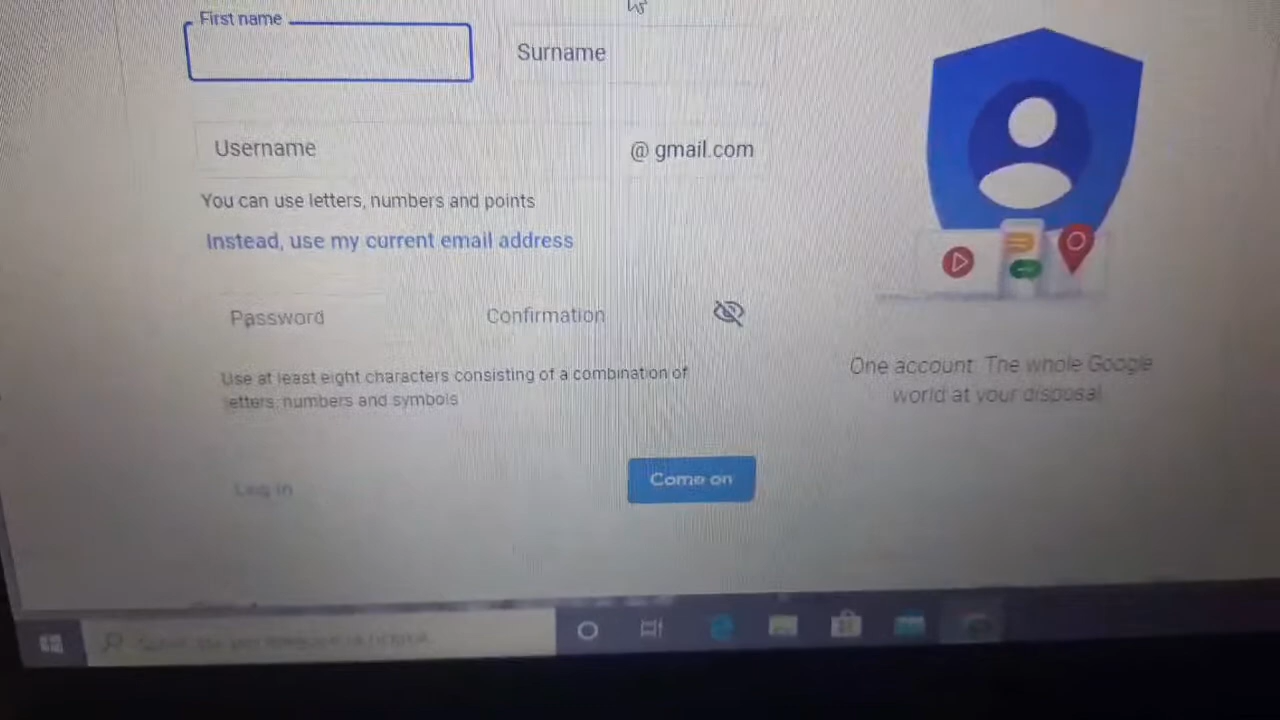 First name
Surname
Username
@ gmail.com
You can use letters, numbers and points
Instead, use my current email address
Password
Confirmation
Use at least eight characters consisting of a combination of
letters, numbers and symbols
One account. The whole Google
world at your disposal
Log in
Come on